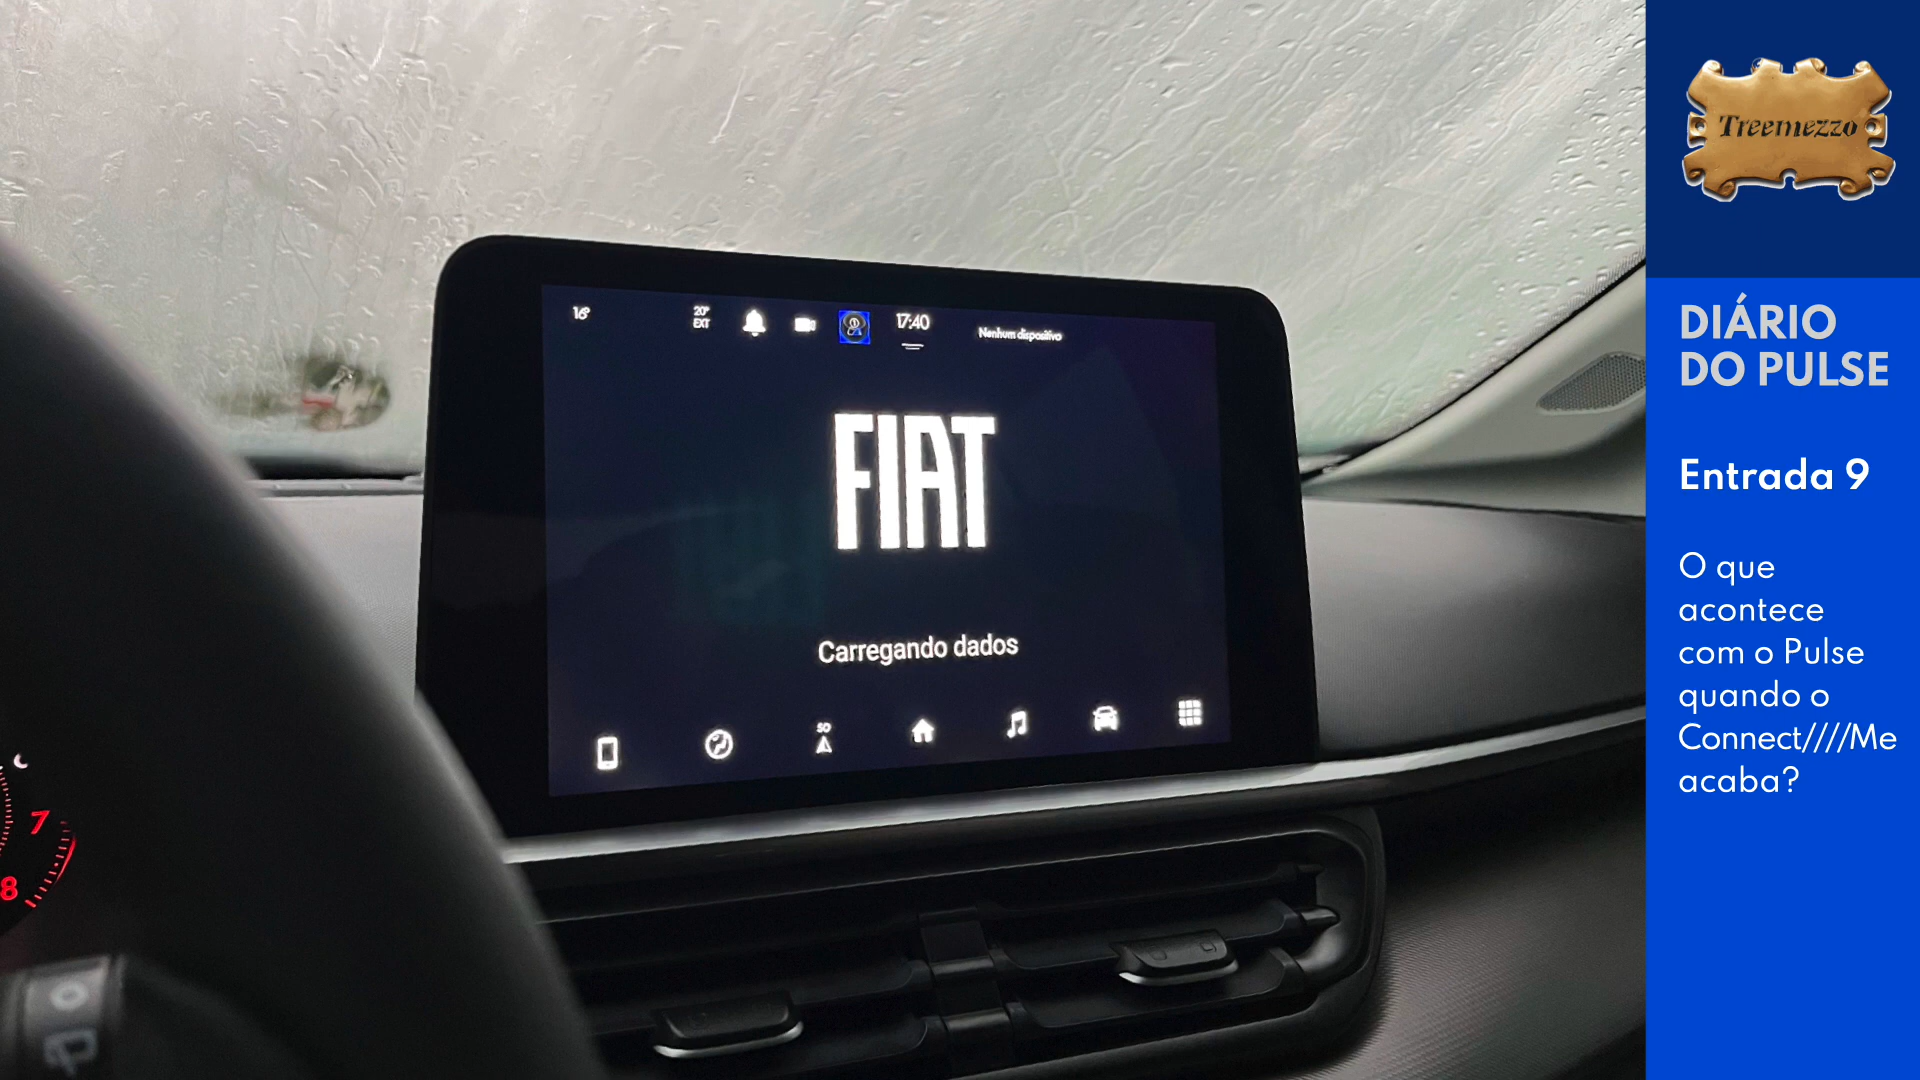 16°
20°
EXT
17:40
Nenhum dispositivo
FIAT
Carregando dados
SO
7
8
Treemezzo
DIÁRIO
DO PULSE
Entrada 9
O que
acontece
com o Pulse
quando o
Connect////Me
acaba?